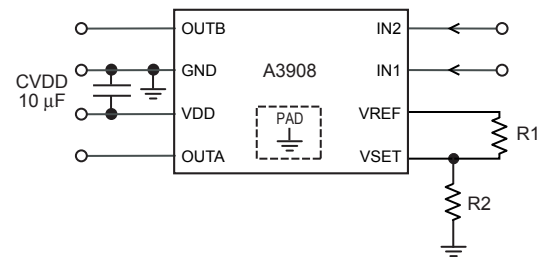 OUTB
IN2
GND
A3908
IN1
CVDD
10 μF
VDD
PAD
VREF
R1
OUTA
VSET
R2